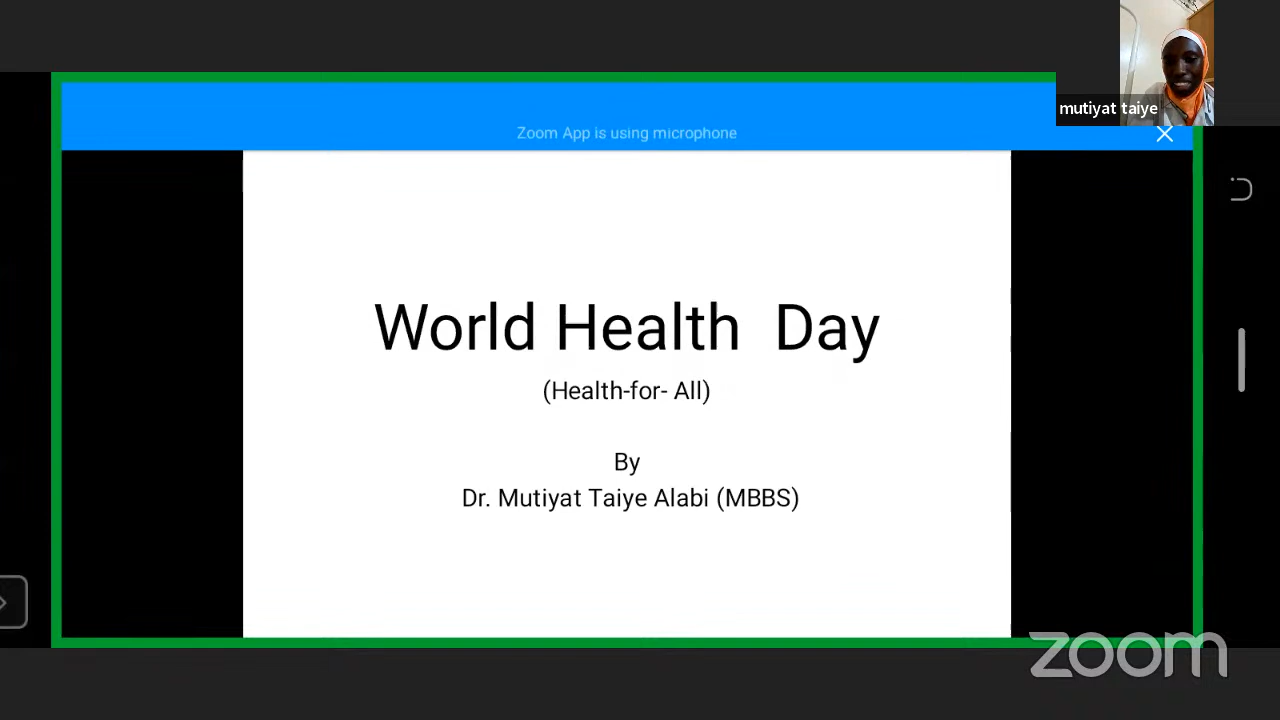 mutiyat taiye
Zoom App is using microphone
World Health  Day
(Health-for- All)
By
Dr. Mutiyat Taiye Alabi (MBBS)
zoom